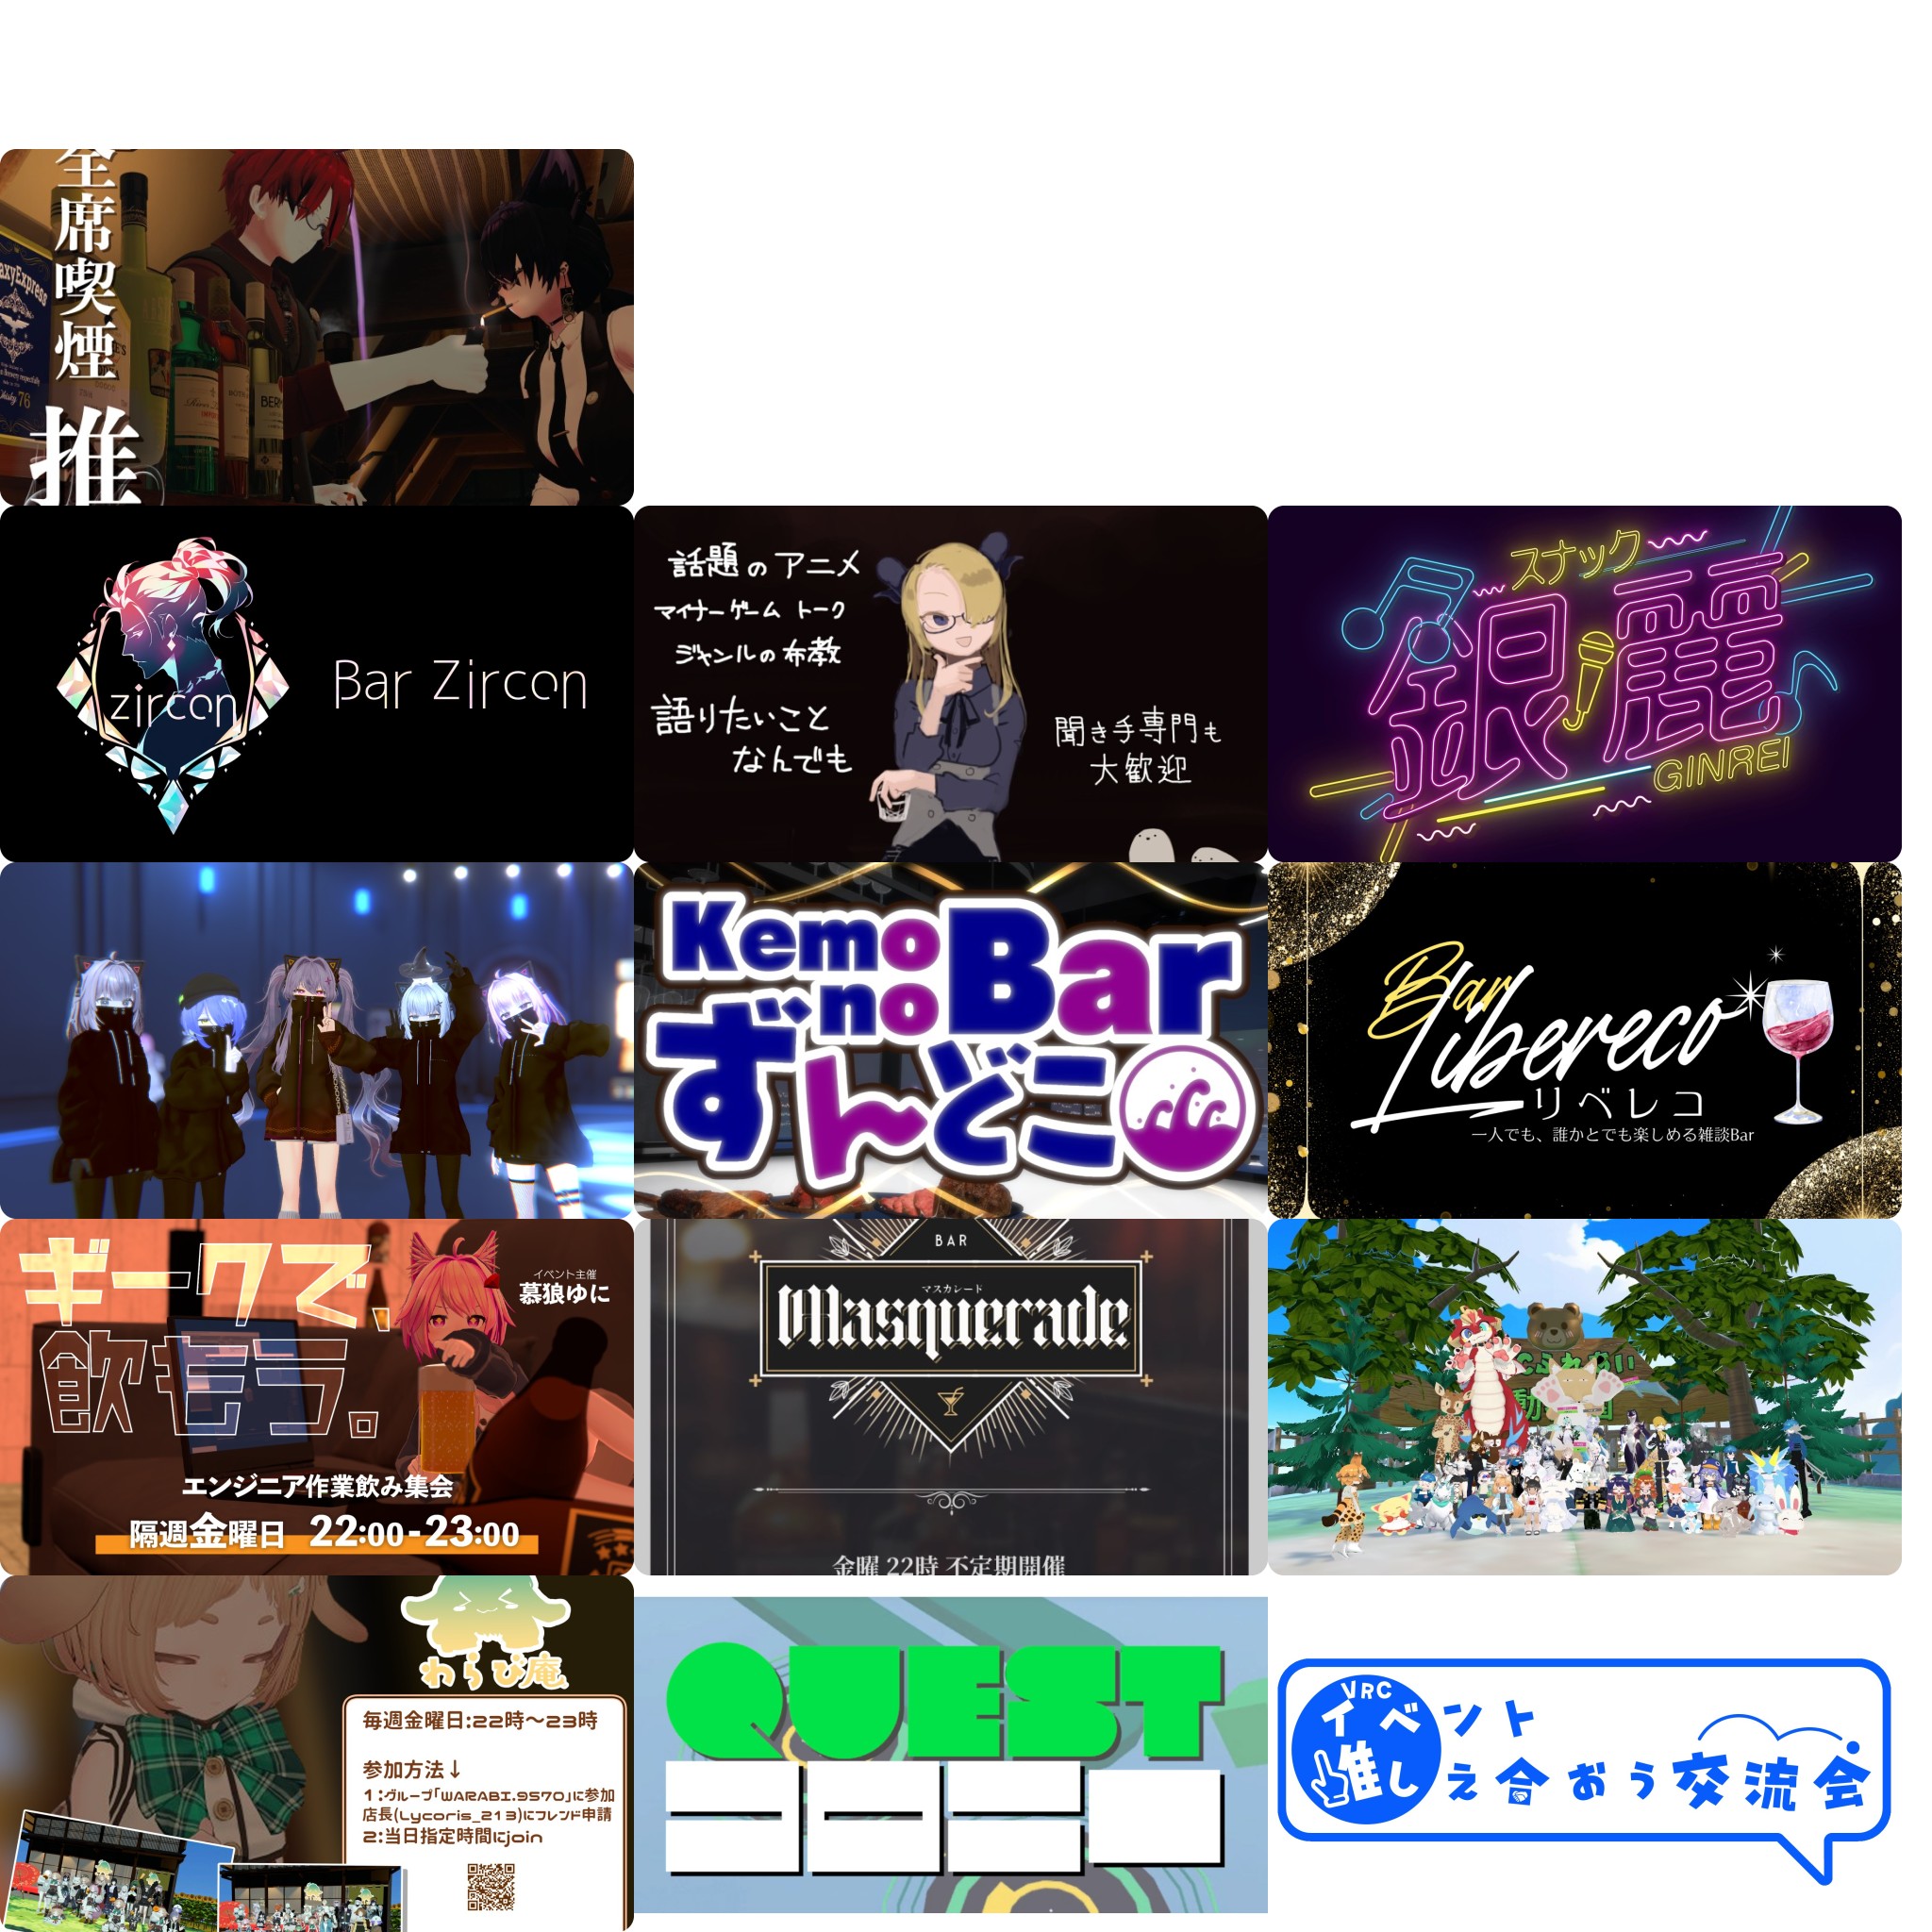 全席喫煙
推
axyExpress
Whisky 76
BER
zircon
Bar Zircon
話題のアニメ
マイナーゲーム トーク
ジャンルの布教
語りたいこと
なんでも
聞き手専門も
大歓迎
スナック
銀麗
GINREI
Kemo
no
Bar
ずんどこ
Bar
Libereco
リベレコ
一人でも、誰かとでも楽しめる雑談Bar
ギークで、
飲もう。
イベント主催
慕狼ゆに
エンジニア作業飲み集会
隔週金曜日 22:00-23:00
BAR
マスカレード
Masquerade
金曜 22時 不定期開催
わらび庵
毎週金曜日:22時～23時
参加方法↓
1:グループ「WARABI.9570」に参加
店長(Lycoris_213)にフレンド申請
2:当日指定時間にjoin
QUEST
コロニー
VRC
イベント
推しえ合おう交流会